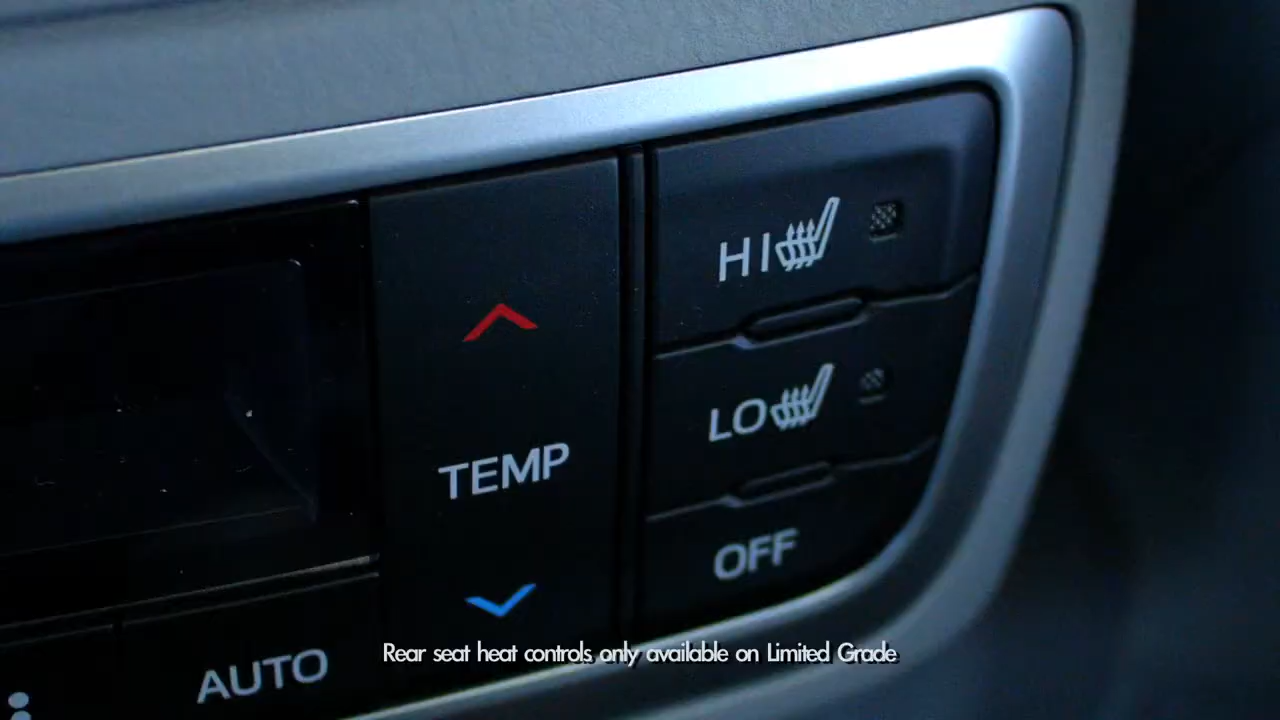 HI
LO
TEMP
OFF
AUTO
Rear seat heat controls only available on Limited Grade